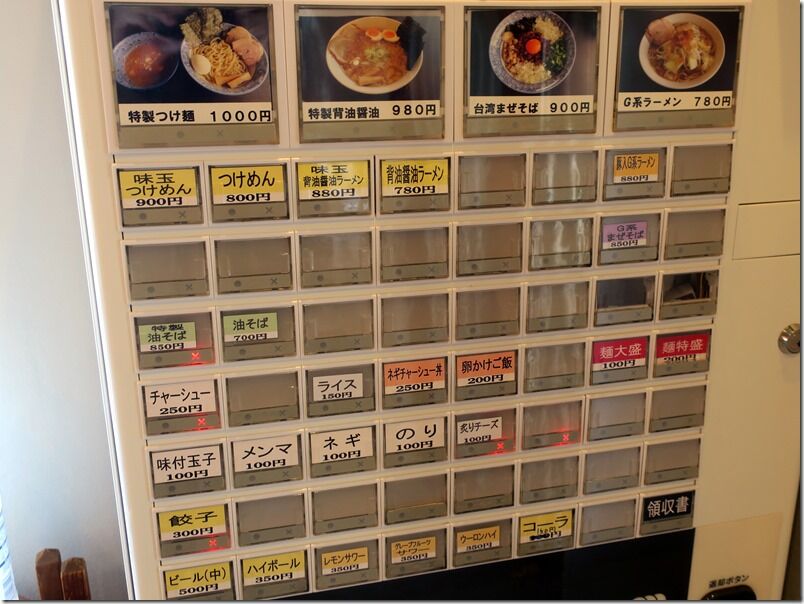 特製つけ麺 1000円
特製背油醤油 980円
台湾まぜそば 900円
G系ラーメン 780円
味玉
つけめん
900円
つけめん
800円
味玉
背油醤油ラーメン
880円
背油醤油ラーメン
780円
豚入G系ラーメン
880円
G系
まぜそば
850円
特製
油そば
850円
油そば
700円
チャーシュー
250円
ライス
150円
ネギチャーシュー丼
250円
卵かけご飯
200円
麺大盛
100円
麺特盛
200円
味付玉子
100円
メンマ
100円
ネギ
100円
のり
100円
炙りチーズ
100円
餃子
300円
領収書
ビール(中)
500円
ハイボール
350円
レモンサワー
350円
グレープフルーツ
サワー
350円
ウーロンハイ
350円
コーラ
返却ボタン